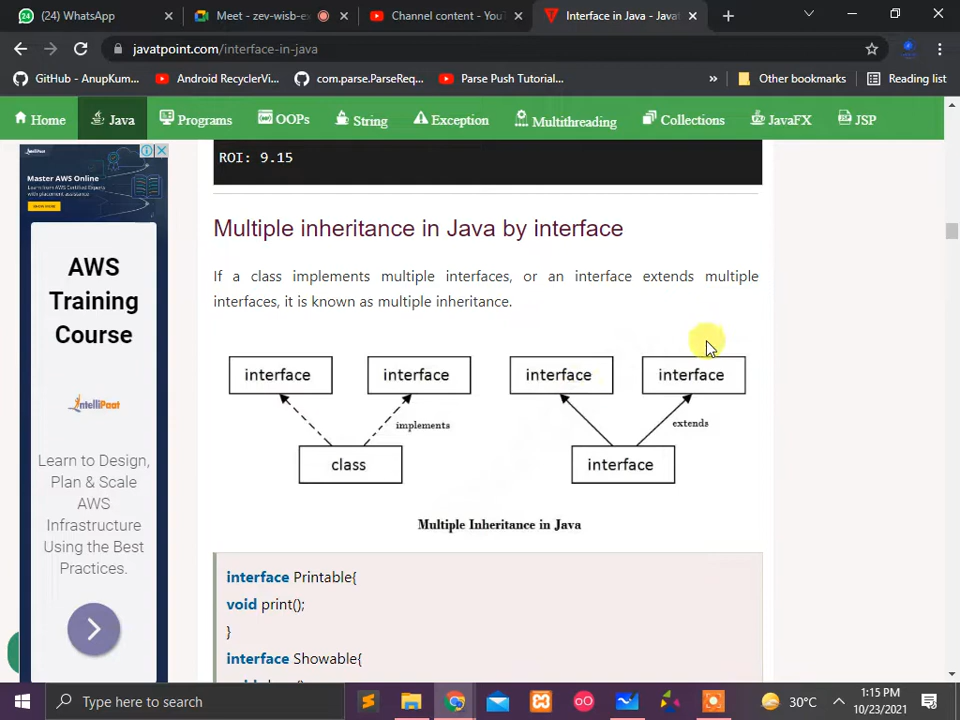 (24) WhatsApp
Meet - zev-wisb-e
Channel content - You
Interface in Java - Javat
javatpoint.com/interface-in-java
GitHub - AnupKum...
Android RecyclerVi...
com.parse.ParseReq...
Parse Push Tutorial...
»
Other bookmarks
Reading list
Home
Java
Programs
OOPs
String
Exception
Multithreading
Collections
JavaFX
JSP
ROI: 9.15
Master AWS Online
AWS
Training
Course
IntelliPaat
Learn to Design,
Plan & Scale
AWS
Infrastructure
Using the Best
Practices.
Multiple inheritance in Java by interface
If a class implements multiple interfaces, or an interface extends multiple
interfaces, it is known as multiple inheritance.
interface
interface
interface
interface
implements
extends
class
interface
Multiple Inheritance in Java
interface Printable{
void print();
}
interface Showable{
Type here to search
30°C
1:15 PM
10/23/2021